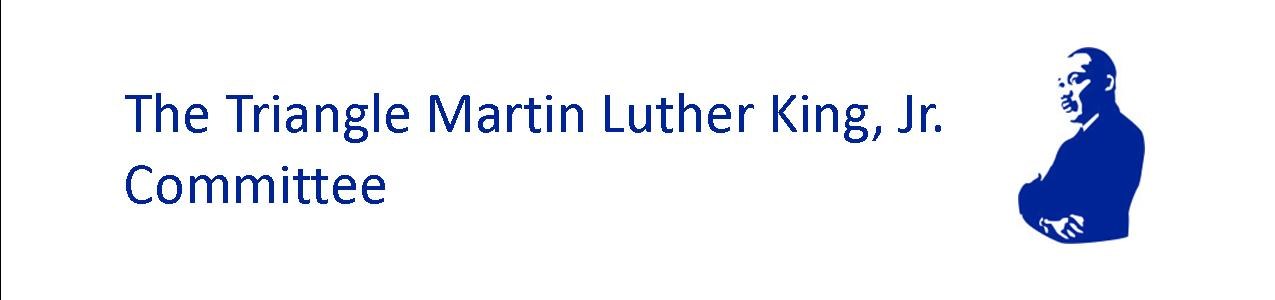 The Triangle Martin Luther King, Jr.
Committee